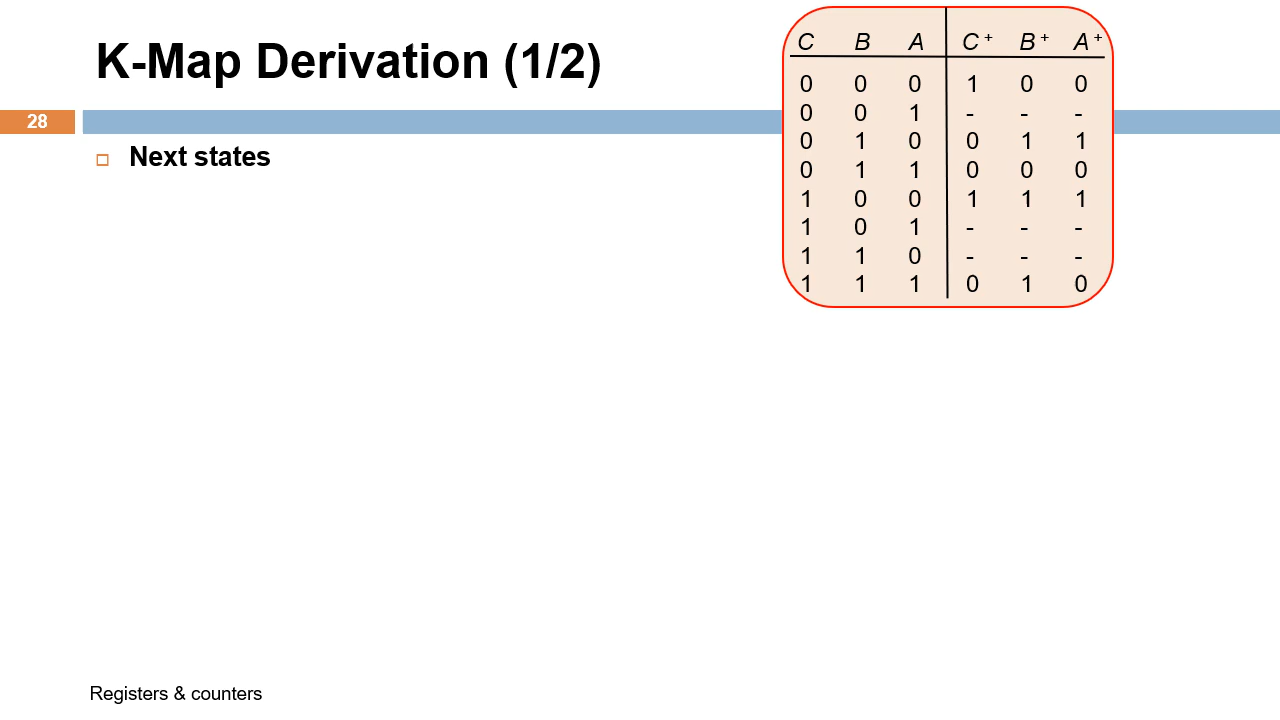 K-Map Derivation (1/2)
28
Next states
C B A C+ B+ A+
0 0 0 1 0 0
0 0 1 - - -
0 1 0 0 1 1
0 1 1 0 0 0
1 0 0 1 1 1
1 0 1 - - -
1 1 0 - - -
1 1 1 0 1 0
Registers & counters